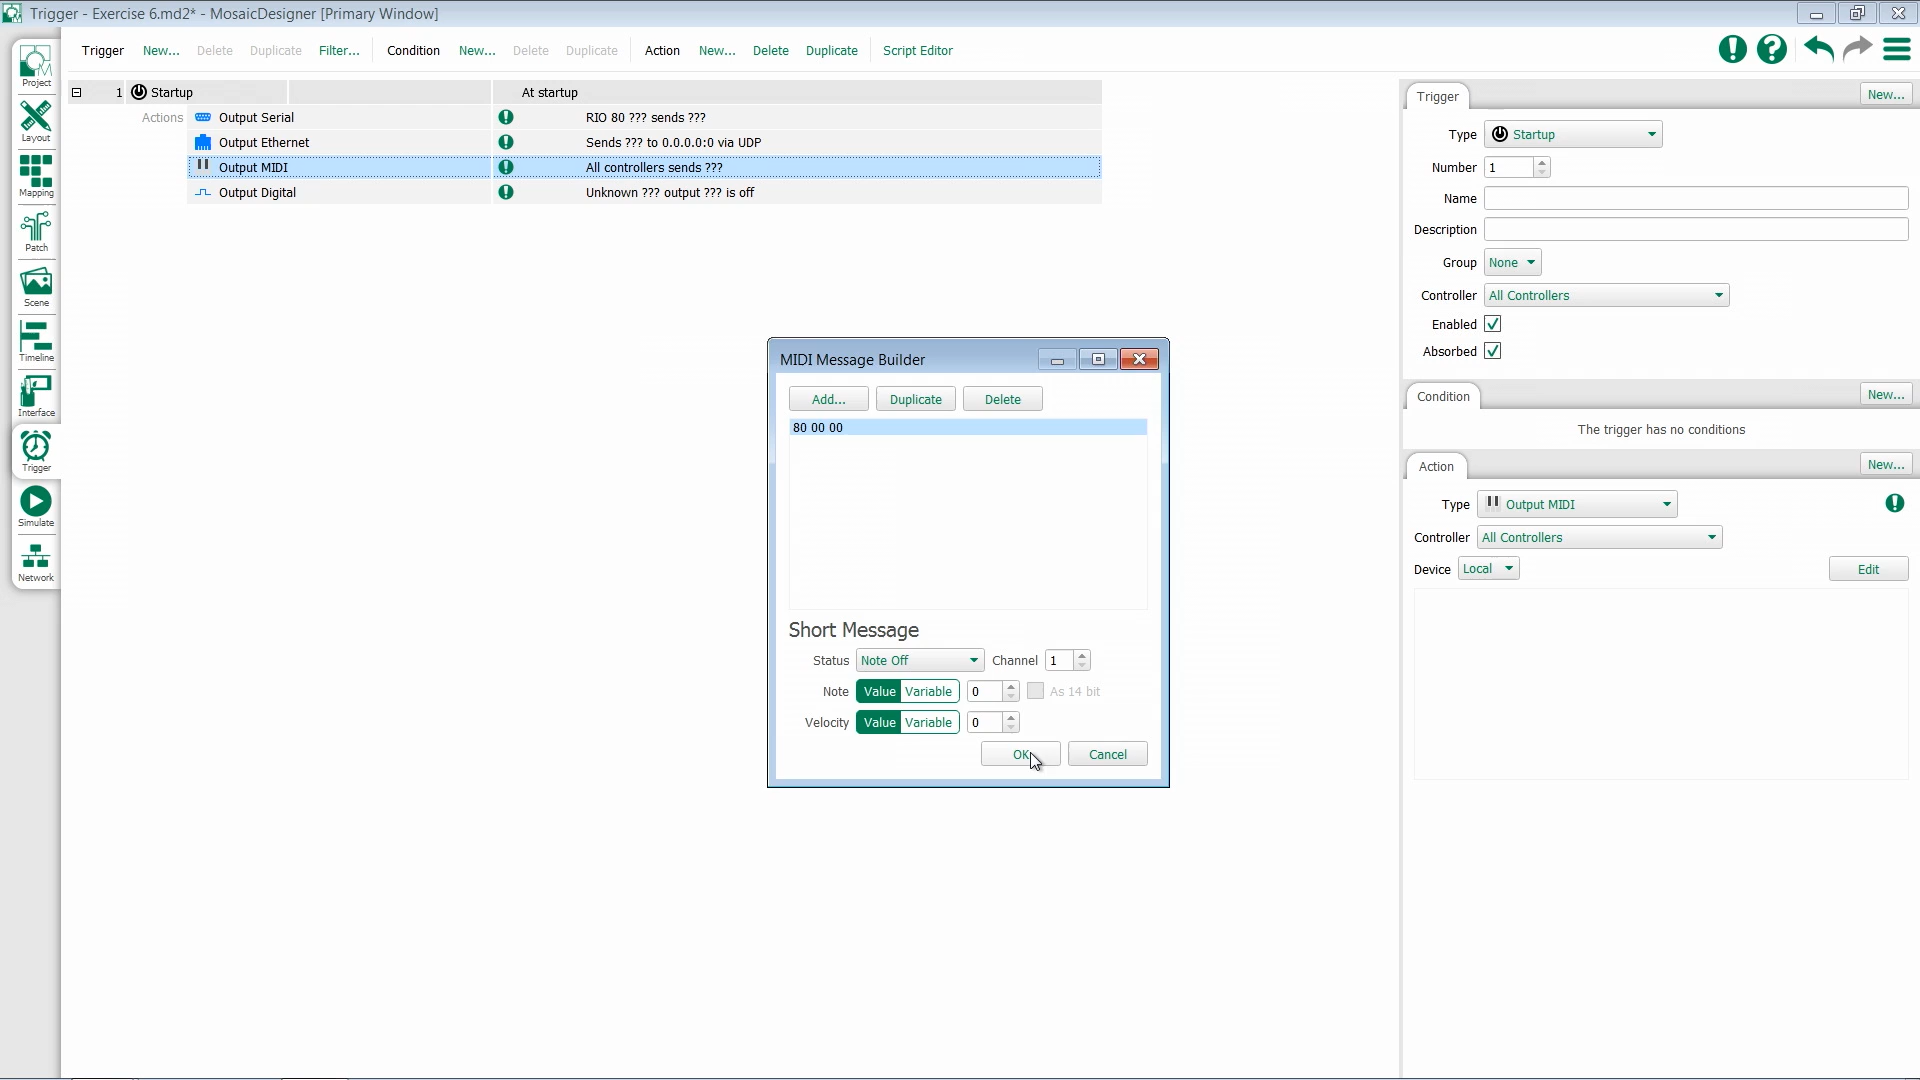 Trigger - Exercise 6.md2* - MosaicDesigner [Primary Window]
Trigger New... Delete Duplicate Filter... Condition New... Delete Duplicate Action New... Delete Duplicate Script Editor
Project
Layout
Mapping
Patch
Scene
Timeline
Interface
Trigger
Simulate
Network
1 Startup At startup
Actions Output Serial RIO 80 ??? sends ???
Output Ethernet Sends ??? to 0.0.0.0:0 via UDP
Output MIDI All controllers sends ???
Output Digital Unknown ??? output ??? is off
MIDI Message Builder
Add... Duplicate Delete
80 00 00
Short Message
Status Note Off Channel 1
Note Value Variable 0 As 14 bit
Velocity Value Variable 0
OK Cancel
Trigger New...
Type Startup
Number 1
Name
Description
Group None
Controller All Controllers
Enabled
Absorbed
Condition New...
The trigger has no conditions
Action New...
Type Output MIDI
Controller All Controllers
Device Local Edit